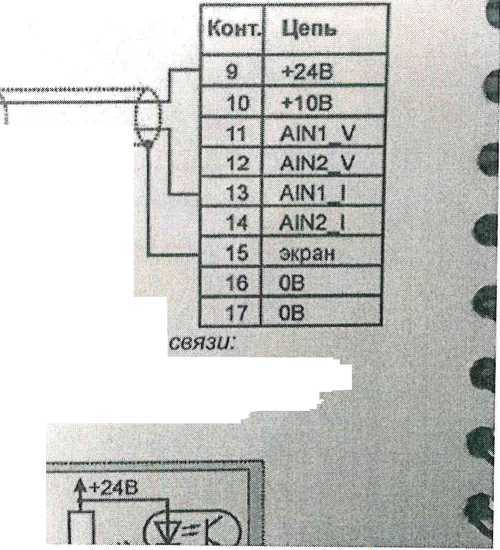 Конт. Цепь
9 +24В
10 +10В
11 AIN1_V
12 AIN2_V
13 AIN1_I
14 AIN2_I
15 экран
16 0В
17 0В
связи:
+24В